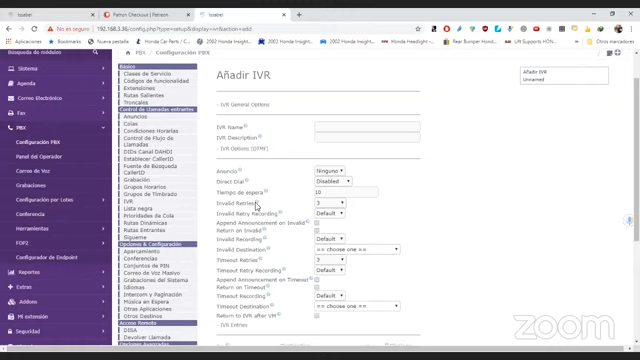 Issabel
Patron Checkout | Patreon
Issabel
No es seguro | 192.168.3.36/config.php?type=setup&display=ivr&action=add
Aplicaciones
Bookmarks
Nueva pestaña
2002 Honda Insight
2002 Honda Insight
2003 Honda Insight
Honda Headlight -
Rear Bumper Hond
Lift Support HON
Otros marcadores
Búsqueda de módulos
Sistema
Agenda
Correo Electrónico
Fax
PBX
Configuración PBX
Panel del Operador
Correo de Voz
Grabaciones
Configuración por Lotes
Conferencia
Herramientas
FOP2
Configurador de Endpoint
Reportes
Extras
Addons
Mi extensión
Seguridad
PBX
Configuración PBX
Básico
Clases de Servicio
Códigos de funcionalidad
Extensiones
Rutas Salientes
Troncales
Control de Llamadas entrantes
Anuncios
Colas
Condiciones Horarias
Control de Flujo de
Llamadas
DIDs Canal DAHDI
Establecer CallerID
Fuente de Búsqueda
CallerID
Grabación
Grupos Horarios
Grupos de Timbrado
IVR
Lista Negra
Prioridades de Cola
Rutas Dinámicas
Rutas Entrantes
Sígueme
Opciones & Configuración
Aparcamiento
Conferencias
Conjuntos de PIN
Correo de Voz Masivo
Grabaciones del Sistema
Idiomas
Intercom y Paginación
Música en Espera
Otras Aplicaciones
Otros Destinos
Acceso Remoto
DISA
Devolver Llamada
Añadir IVR
- IVR General Options
IVR Name
IVR Description
- IVR Options (DTMF)
Anuncio Ninguno
Direct Dial Disabled
Tiempo de espera 10
Invalid Retries 3
Invalid Retry Recording Default
Append Announcement on Invalid
Return on Invalid
Invalid Recording Default
Invalid Destination == choose one ==
Timeout Retries 3
Timeout Retry Recording Default
Append Announcement on Timeout
Return on Timeout
Timeout Recording Default
Timeout Destination == choose one ==
Return to IVR after VM
- IVR Entries
Añadir IVR
Unnamed
zoom